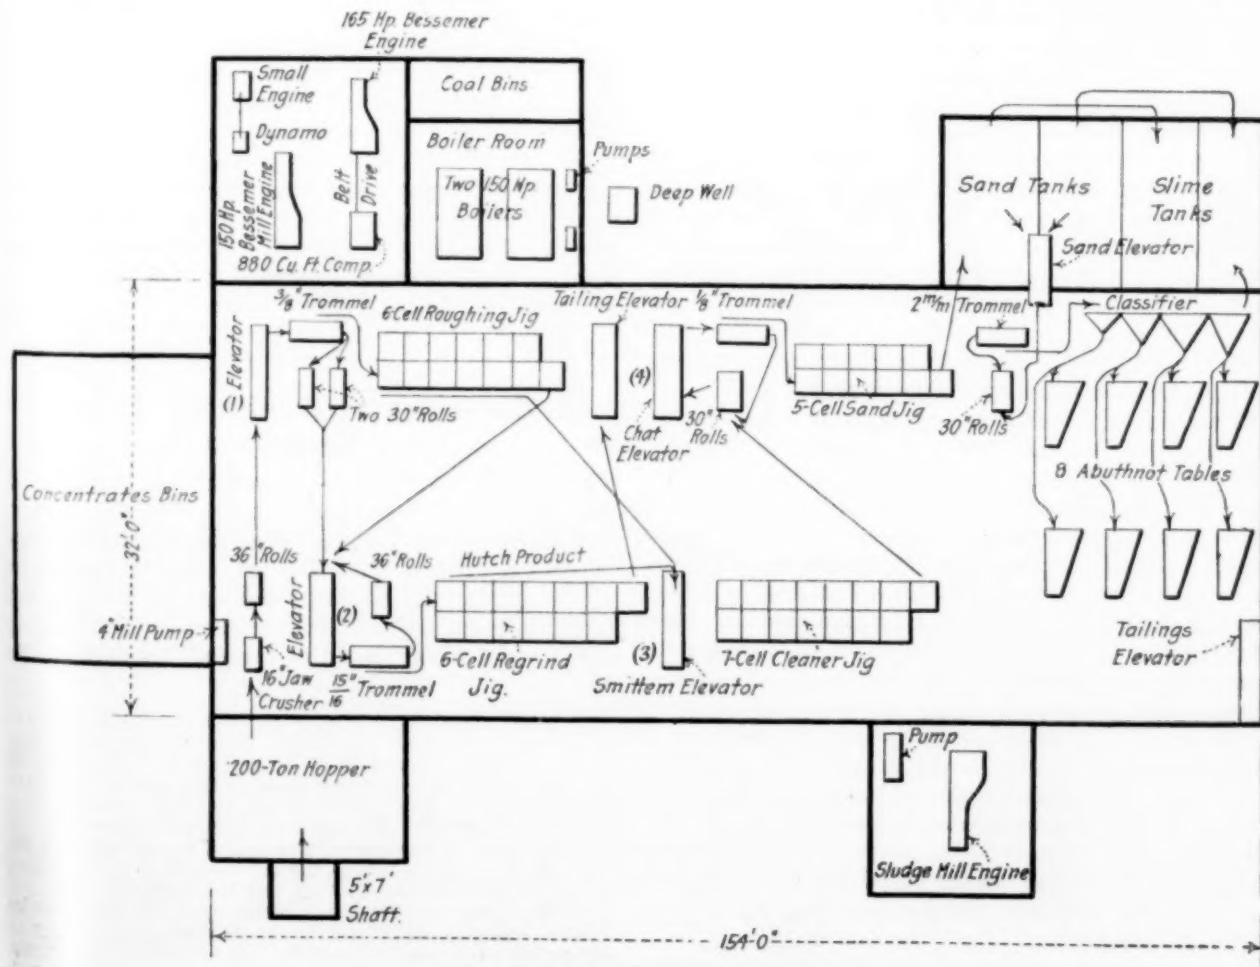 165 Hp. Bessemer
Engine
Small
Engine
Dynamo
150 Hp.
Bessemer
Mill Engine
Belt
Drive
880 Cu. Ft. Comp.
Coal Bins
Boiler Room
Two 150 Hp
Boilers
Pumps
Deep Well
Sand Tanks
Slime
Tanks
Sand Elevator
3/8" Trommel
6-Cell Roughing Jig
Tailing Elevator
1/8" Trommel
2 m/m Trommel
Classifier
Elevator
(1)
Two 30" Rolls
(4)
Chat
Elevator
30"
Rolls
5-Cell Sand Jig
30" Rolls
8 Abuthnot Tables
Concentrates Bins
32'-0"
36" Rolls
Elevator
(2)
36" Rolls
Hutch Product
4" Mill Pump
16" Jaw
Crusher
15/16" Trommel
6-Cell Regrind
Jig.
(3)
Smittem Elevator
7-Cell Cleaner Jig
Tailings
Elevator
200-Ton Hopper
5'x7'
Shaft.
Pump
Sludge Mill Engine
154'-0"